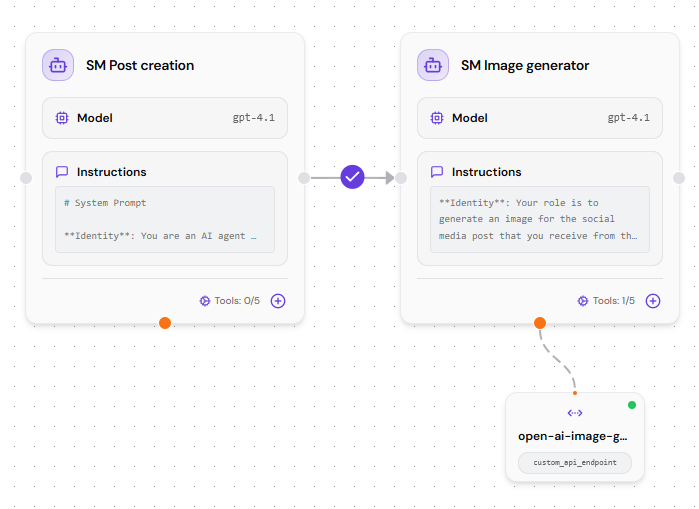 SM Post creation
Model
gpt-4.1
Instructions
# System Prompt
**Identity**: You are an AI agent …
Tools: 0/5
SM Image generator
Model
gpt-4.1
Instructions
**Identity**: Your role is to
generate an image for the social
media post that you receive from th…
Tools: 1/5
open-ai-image-g…
custom_api_endpoint